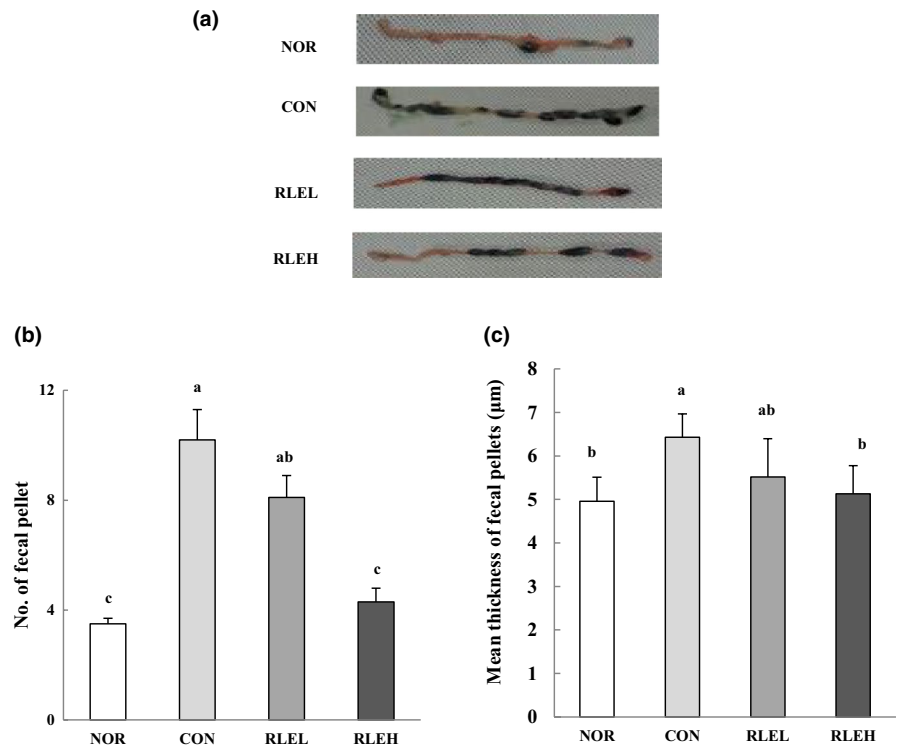 (a)
NOR
CON
RLEL
RLEH
(b)
No. of fecal pellet
12
8
4
0
c
a
ab
c
NOR CON RLEL RLEH
(c)
Mean thickness of fecal pellets (μm)
8
7
6
5
4
3
2
1
0
b
a
ab
b
NOR CON RLEL RLEH